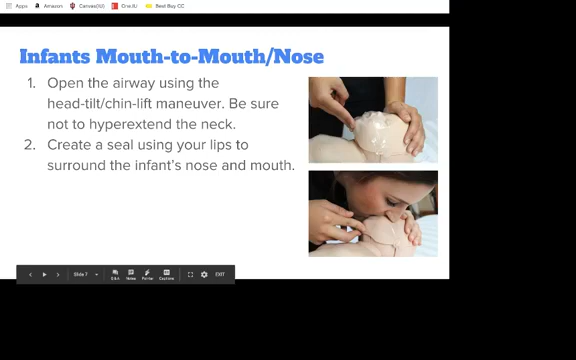 Apps Amazon Canvas(IU) One.IU Best Buy CC
Infants Mouth-to-Mouth/Nose
1. Open the airway using the
head-tilt/chin-lift maneuver. Be sure
not to hyperextend the neck.
2. Create a seal using your lips to
surround the infant's nose and mouth.
Slide 7 Q&A Notes Pointer Captions EXIT